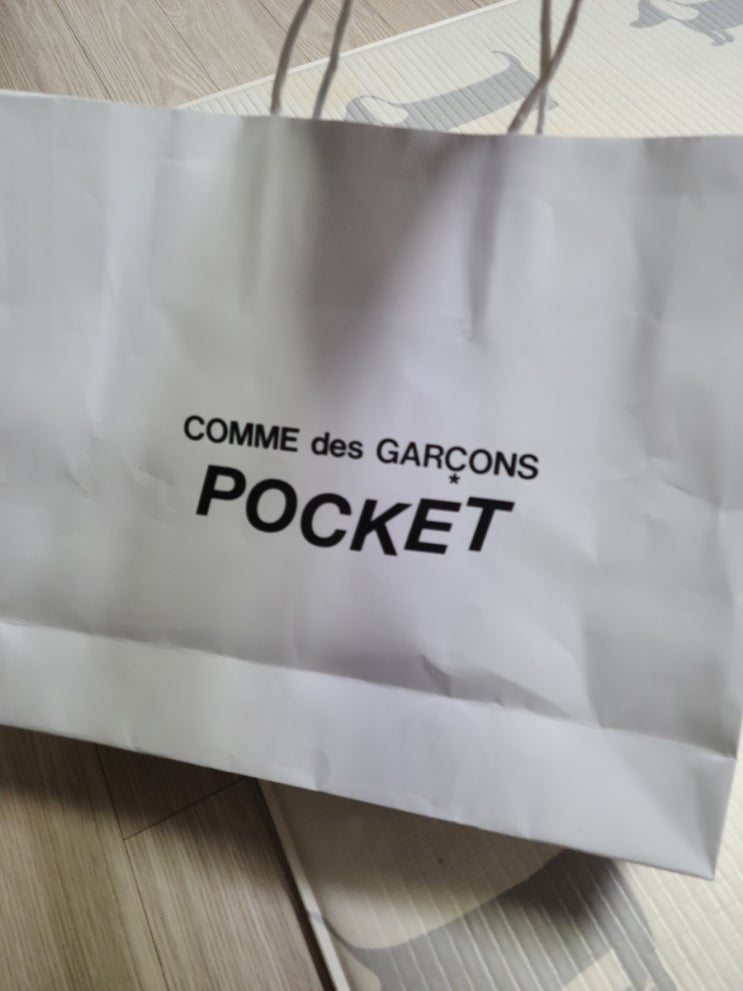 COMME des GARÇONS
*
POCKET